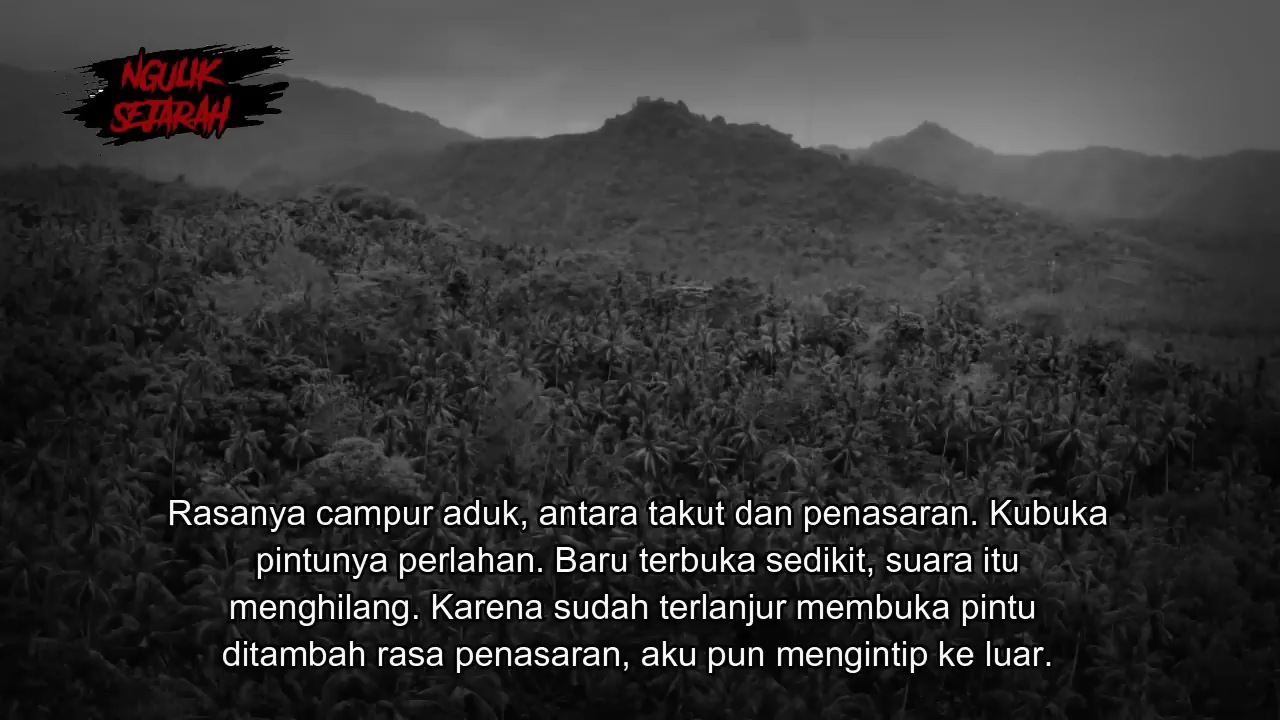 NGULIK
SEJARAH
Rasanya campur aduk, antara takut dan penasaran. Kubuka
pintunya perlahan. Baru terbuka sedikit, suara itu
menghilang. Karena sudah terlanjur membuka pintu
ditambah rasa penasaran, aku pun mengintip ke luar.